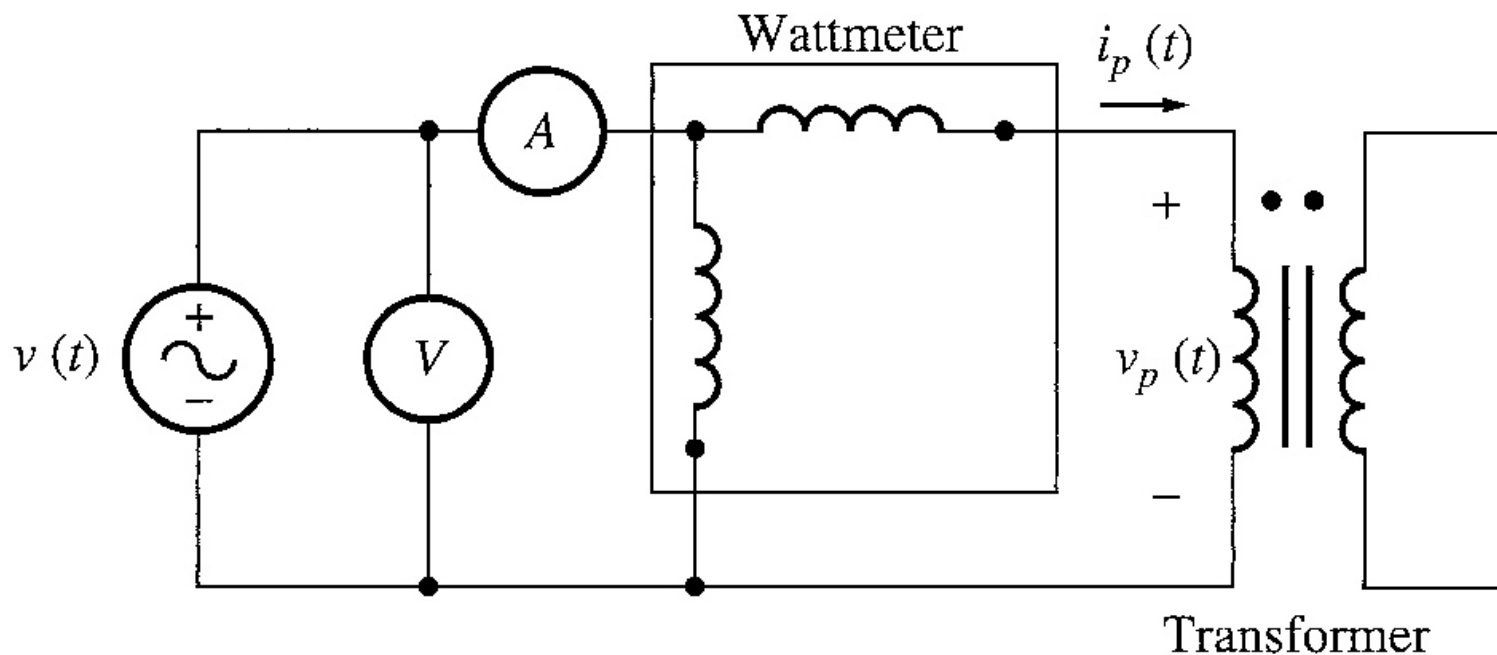 Wattmeter
i_p (t)
A
+
v (t)
+
−
V
v_p (t)
−
Transformer